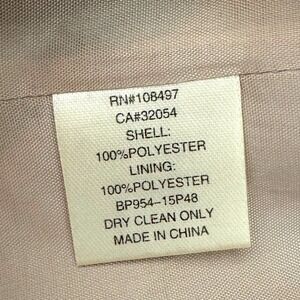 RN#108497
CA#32054
SHELL:
100%POLYESTER
LINING:
100%POLYESTER
BP954-15P48
DRY CLEAN ONLY
MADE IN CHINA